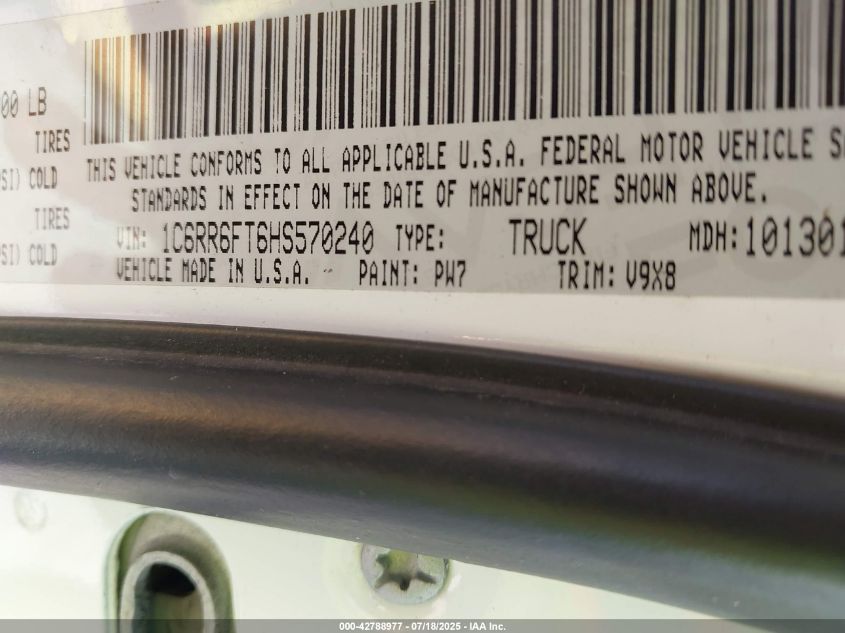 00 LB
TIRES
SI) COLD
TIRES
SI) COLD
THIS VEHICLE CONFORMS TO ALL APPLICABLE U.S.A. FEDERAL MOTOR VEHICLE
STANDARDS IN EFFECT ON THE DATE OF MANUFACTURE SHOWN ABOVE.
VIN: 1C6RR6FT6HS570240 TYPE: TRUCK MDH:101301
VEHICLE MADE IN U.S.A. PAINT: PW7 TRIM: V9X8
000-42788977 - 07/18/2025 - IAA Inc.